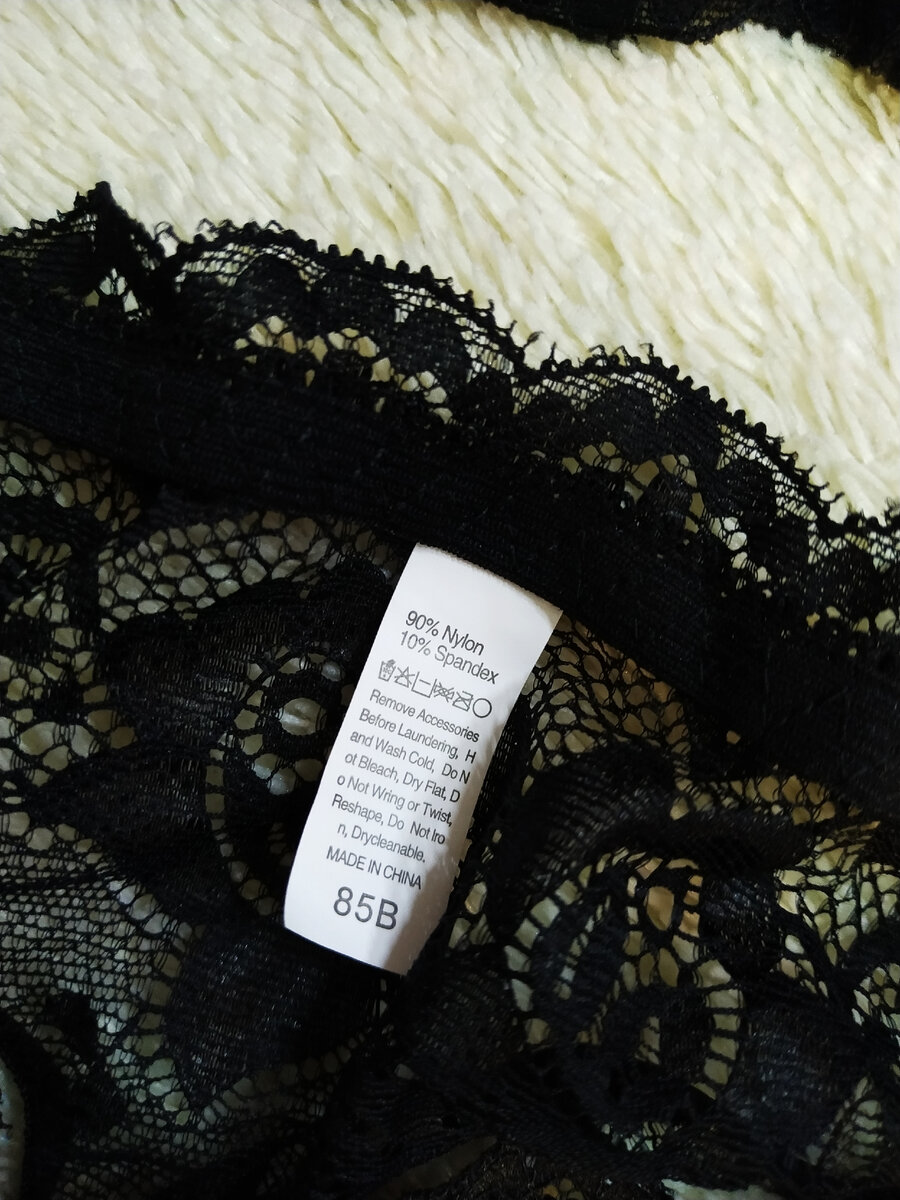 90% Nylon
10% Spandex
Remove Accessories
Before Laundering, H
and Wash Cold, Do N
ot Bleach, Dry Flat, D
o Not Wring or Twist,
Reshape, Do Not Iro
n, Drycleanable.
MADE IN CHINA
85B